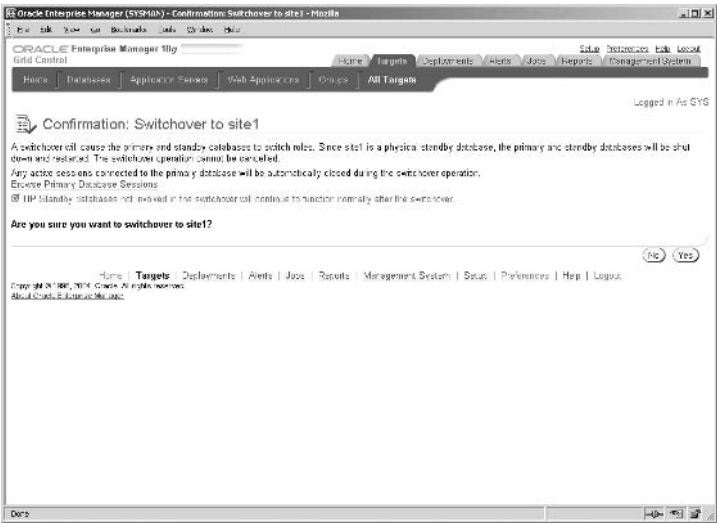 Oracle Enterprise Manager (SYSMAN) - Confirmation: Switchover to site1 - Mozilla
File Edit View Go Bookmarks Tools Window Help
ORACLE Enterprise Manager 10g
Grid Control
Setup Preferences Help Logout
Home Targets Deployments Alerts Jobs Reports Management System
Hosts Databases Application Servers Web Applications Groups All Targets
Logged in As SYS
Confirmation: Switchover to site1
A switchover will cause the primary and standby databases to switch roles. Since site1 is a physical standby database, the primary and standby databases will be shut
down and restarted. The switchover operation cannot be cancelled.
Any active sessions connected to the primary database will be automatically closed during the switchover operation.
Browse Primary Database Sessions
TIP Standby databases not involved in the switchover will continue to function normally after the switchover.
Are you sure you want to switchover to site1?
No Yes
Home | Targets | Deployments | Alerts | Jobs | Reports | Management System | Setup | Preferences | Help | Logout
Copyright © 1996, 2004, Oracle. All rights reserved.
About Oracle Enterprise Manager
Done